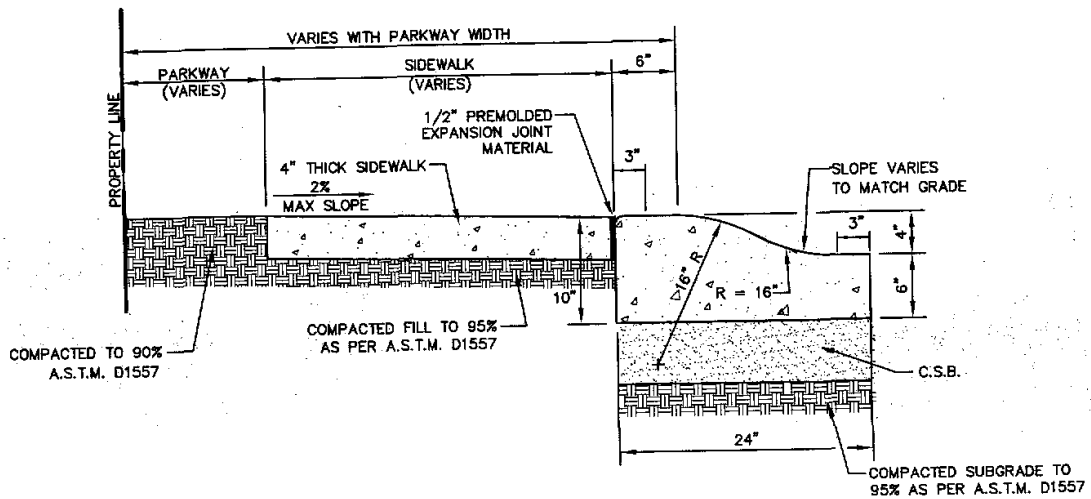 VARIES WITH PARKWAY WIDTH
PARKWAY
(VARIES)
SIDEWALK
(VARIES)
6"
PROPERTY LINE
1/2" PREMOLDED
EXPANSION JOINT
MATERIAL
3"
4" THICK SIDEWALK
2%
MAX SLOPE
SLOPE VARIES
TO MATCH GRADE
3"
4"
16" R
R = 16"
6"
10"
COMPACTED TO 90%
A.S.T.M. D1557
COMPACTED FILL TO 95%
AS PER A.S.T.M. D1557
C.S.B.
24"
COMPACTED SUBGRADE TO
95% AS PER A.S.T.M. D1557